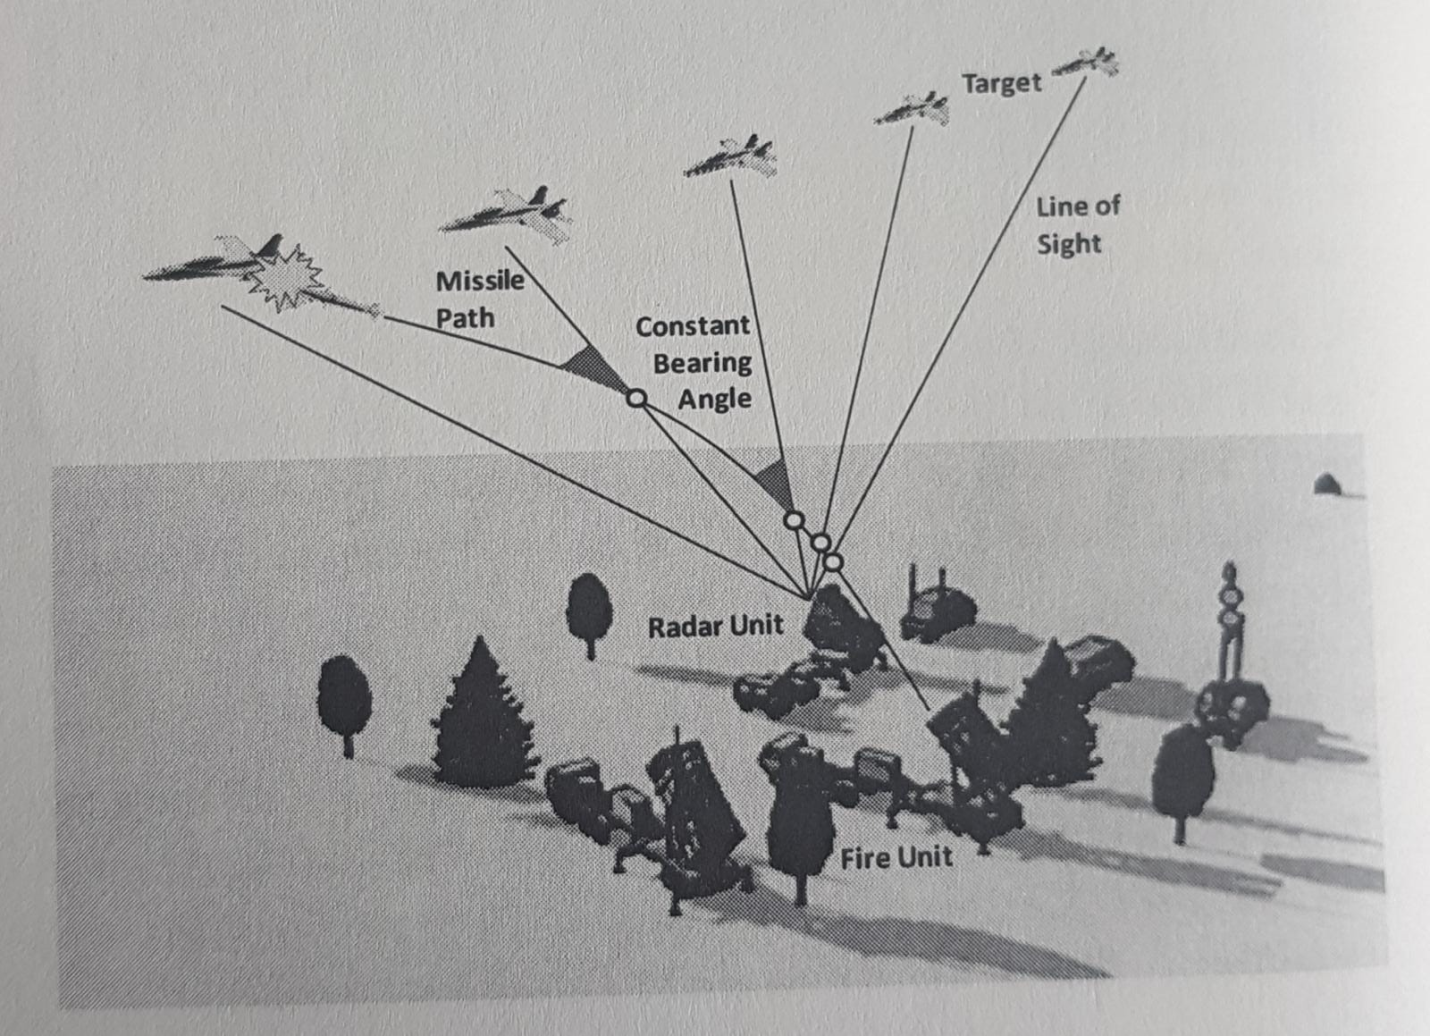 Target
Line of
Sight
Missile
Path
Constant
Bearing
Angle
Radar Unit
Fire Unit